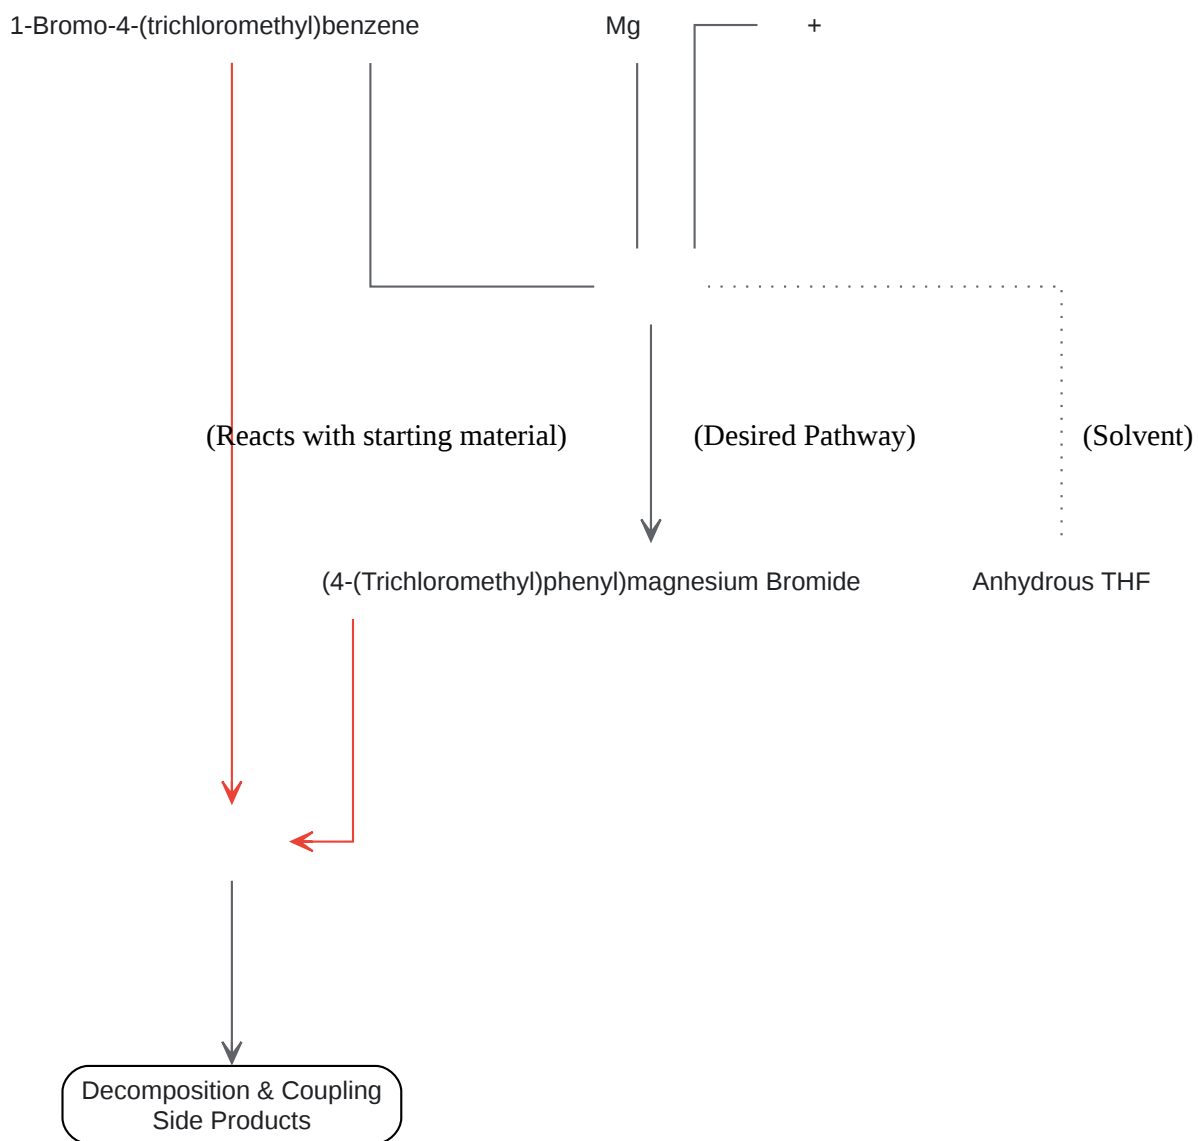 1-Bromo-4-(trichloromethyl)benzene
Mg
+
(Reacts with starting material)
(Desired Pathway)
(Solvent)
(4-(Trichloromethyl)phenyl)magnesium Bromide
Anhydrous THF
Decomposition & Coupling
Side Products